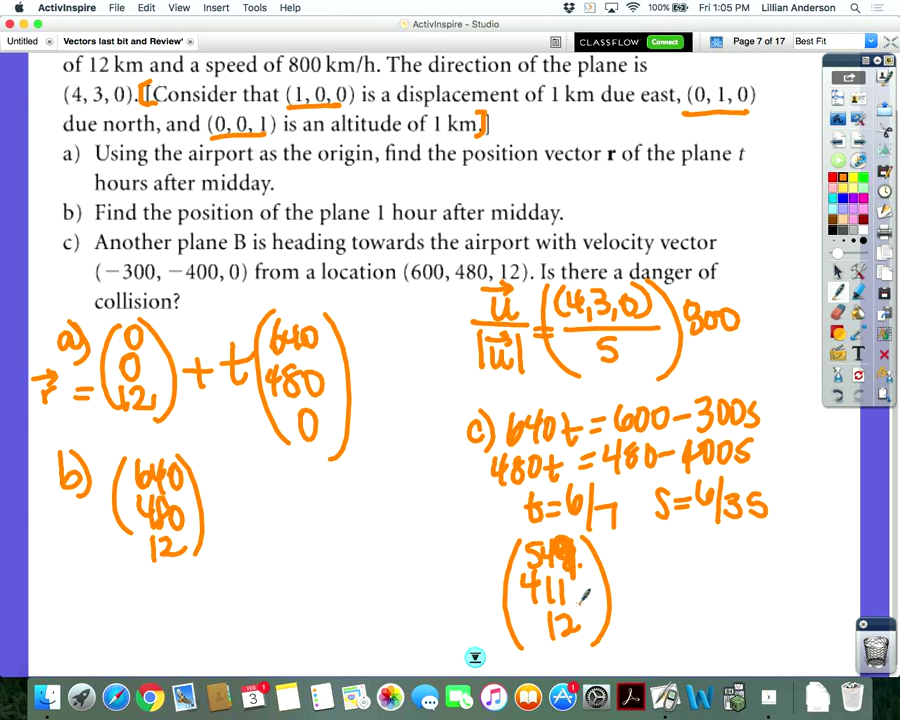 ActivInspire File Edit View Insert Tools Help 100% Fri 1:05 PM Lillian Anderson
ActivInspire - Studio
Untitled Vectors last bit and Review* CLASSFLOW Connect Page 7 of 17 Best Fit
of 12 km and a speed of 800 km/h. The direction of the plane is
(4, 3, 0). [Consider that (1, 0, 0) is a displacement of 1 km due east, (0, 1, 0)
due north, and (0, 0, 1) is an altitude of 1 km.]
a) Using the airport as the origin, find the position vector r of the plane t
hours after midday.
b) Find the position of the plane 1 hour after midday.
c) Another plane B is heading towards the airport with velocity vector
(−300, −400, 0) from a location (600, 480, 12). Is there a danger of
collision?
u (4,3,0)
= 800
|u| 5
a) 0 640
r = 0 + t 480
12 0
b) 640
480
12
c) 640t = 600 - 300s
480t = 480 - 400s
t = 6/7 s = 6/35
411
12
FEB
3